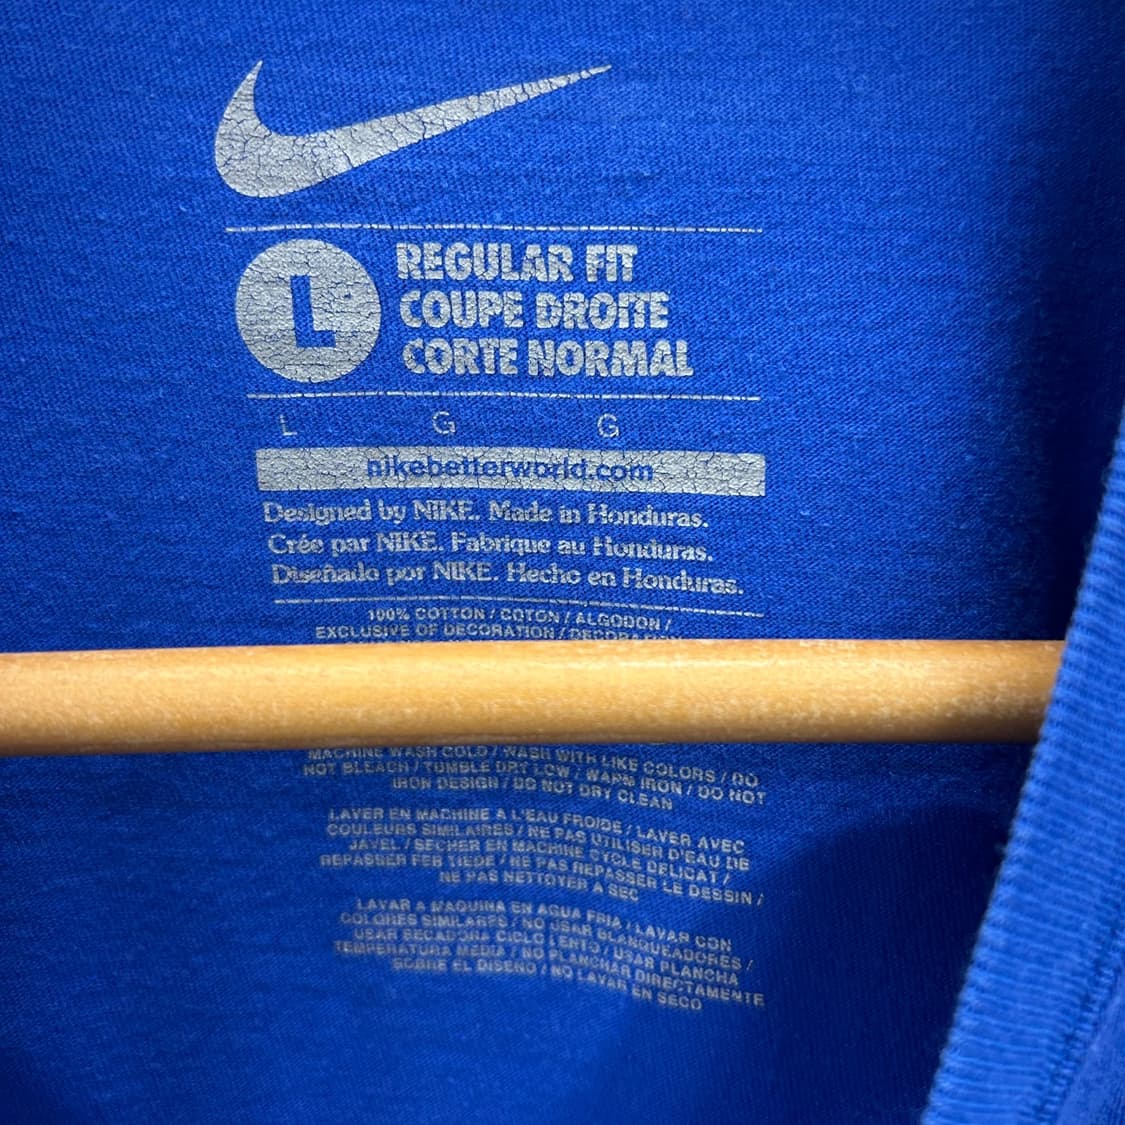 L
REGULAR FIT
COUPE DROITE
CORTE NORMAL
L G G
nikebetterworld.com
Designed by NIKE. Made in Honduras.
Crée par NIKE. Fabrique au Honduras.
Diseñado por NIKE. Hecho en Honduras.
100% COTTON / COTON / ALGODON /
EXCLUSIVE OF DECORATION /
MACHINE WASH COLD / WASH WITH LIKE COLORS / DO
NOT BLEACH / TUMBLE DRY LOW / WARM IRON / DO NOT
IRON DESIGN / DO NOT DRY CLEAN
LAVER EN MACHINE A L'EAU FROIDE / LAVER AVEC
COULEURS SIMILAIRES / NE PAS UTILISER D'EAU DE
JAVEL / SECHER EN MACHINE CYCLE DELICAT /
REPASSER FER TIEDE / NE PAS REPASSER LE DESSIN /
NE PAS NETTOYER A SEC
LAVAR A MAQUINA EN AGUA FRIA / LAVAR CON
COLORES SIMILARES / NO USAR BLANQUEADORES /
USAR SECADORA CICLO LENTO / USAR PLANCHA
TEMPERATURA MEDIA / NO PLANCHAR DIRECTAMENTE
SOBRE EL DISENO / NO LAVAR EN SECO